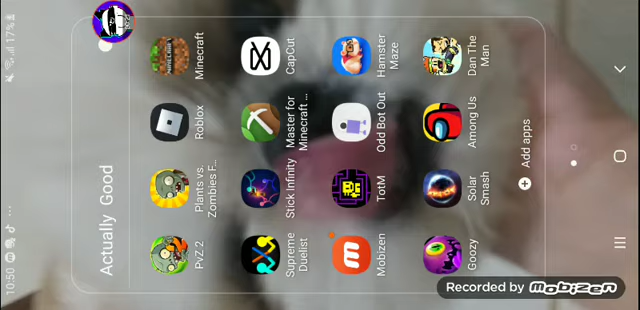 10:50 17%
Actually Good
MINECRAFT
PvZ 2
Plants vs.
Zombies F...
Roblox
Minecraft
Supreme
Duelist
Stick Infinity
Master for
Minecraft ...
CapCut
m
Mobizen
TotM
Odd Bot Out
Hamster
Maze
Goozy
Solar
Smash
Among Us
Dan The
Man
Add apps
Recorded by Mobizen